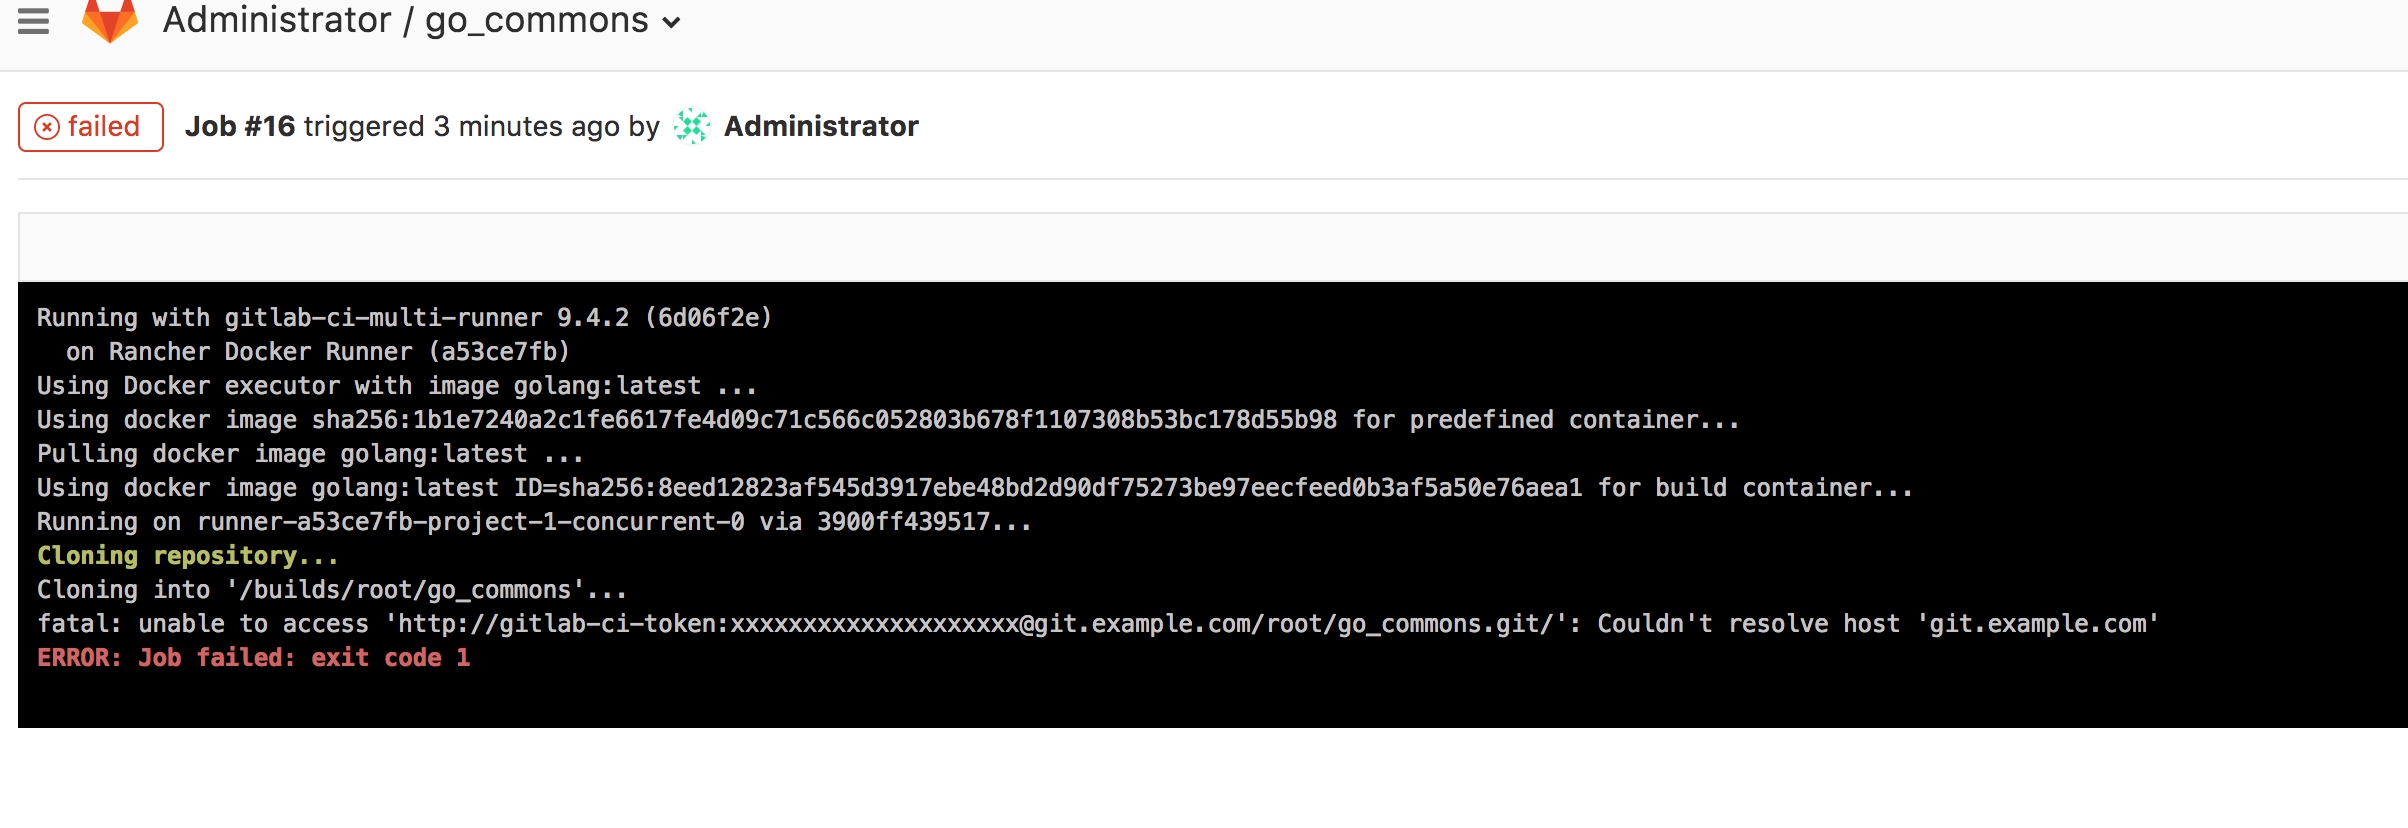 Administrator / go_commons
failed Job #16 triggered 3 minutes ago by Administrator
Running with gitlab-ci-multi-runner 9.4.2 (6d06f2e)
on Rancher Docker Runner (a53ce7fb)
Using Docker executor with image golang:latest ...
Using docker image sha256:1b1e7240a2c1fe6617fe4d09c71c566c052803b678f1107308b53bc178d55b98 for predefined container...
Pulling docker image golang:latest ...
Using docker image golang:latest ID=sha256:8eed12823af545d3917ebe48bd2d90df75273be97eecfeed0b3af5a50e76aea1 for build container...
Running on runner-a53ce7fb-project-1-concurrent-0 via 3900ff439517...
Cloning repository...
Cloning into '/builds/root/go_commons'...
fatal: unable to access 'http://gitlab-ci-token:xxxxxxxxxxxxxxxxxxxx@git.example.com/root/go_commons.git/': Couldn't resolve host 'git.example.com'
ERROR: Job failed: exit code 1